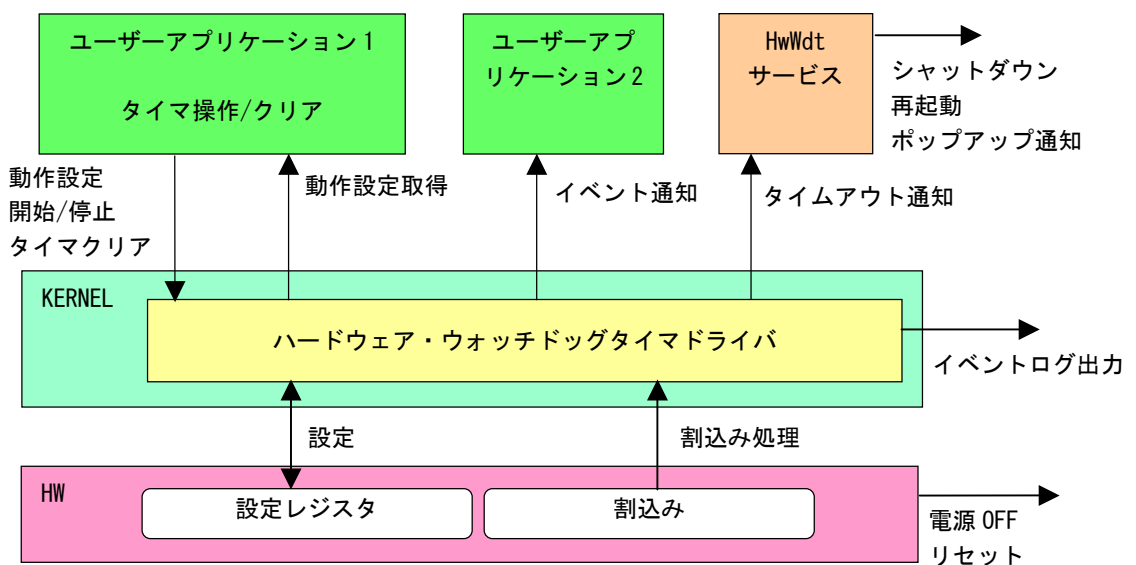 ユーザーアプリケーション1
タイマ操作/クリア
ユーザーアプ
リケーション2
HwWdt
サービス
シャットダウン
再起動
ポップアップ通知
動作設定
開始/停止
タイマクリア
動作設定取得
イベント通知
タイムアウト通知
KERNEL
ハードウェア・ウォッチドッグタイマドライバ
イベントログ出力
設定
割込み処理
HW
設定レジスタ
割込み
電源 OFF
リセット